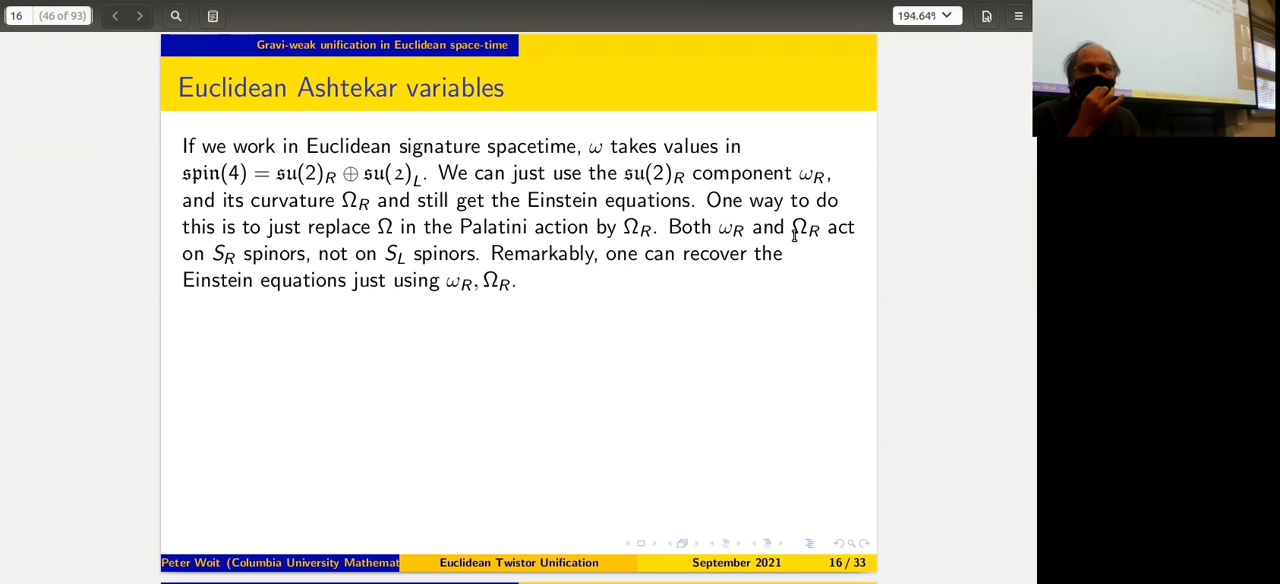 16 (46 of 93)
194.64%
Gravi-weak unification in Euclidean space-time
Euclidean Ashtekar variables
If we work in Euclidean signature spacetime, ω takes values in
𝔰𝔭𝔦𝔫(4) = 𝔰𝔲(2)_R ⊕ 𝔰𝔲(2)_L. We can just use the 𝔰𝔲(2)_R component ω_R,
and its curvature Ω_R and still get the Einstein equations. One way to do
this is to just replace Ω in the Palatini action by Ω_R. Both ω_R and Ω_R act
on S_R spinors, not on S_L spinors. Remarkably, one can recover the
Einstein equations just using ω_R, Ω_R.
Peter Woit (Columbia University Mathemat Euclidean Twistor Unification September 2021 16 / 33